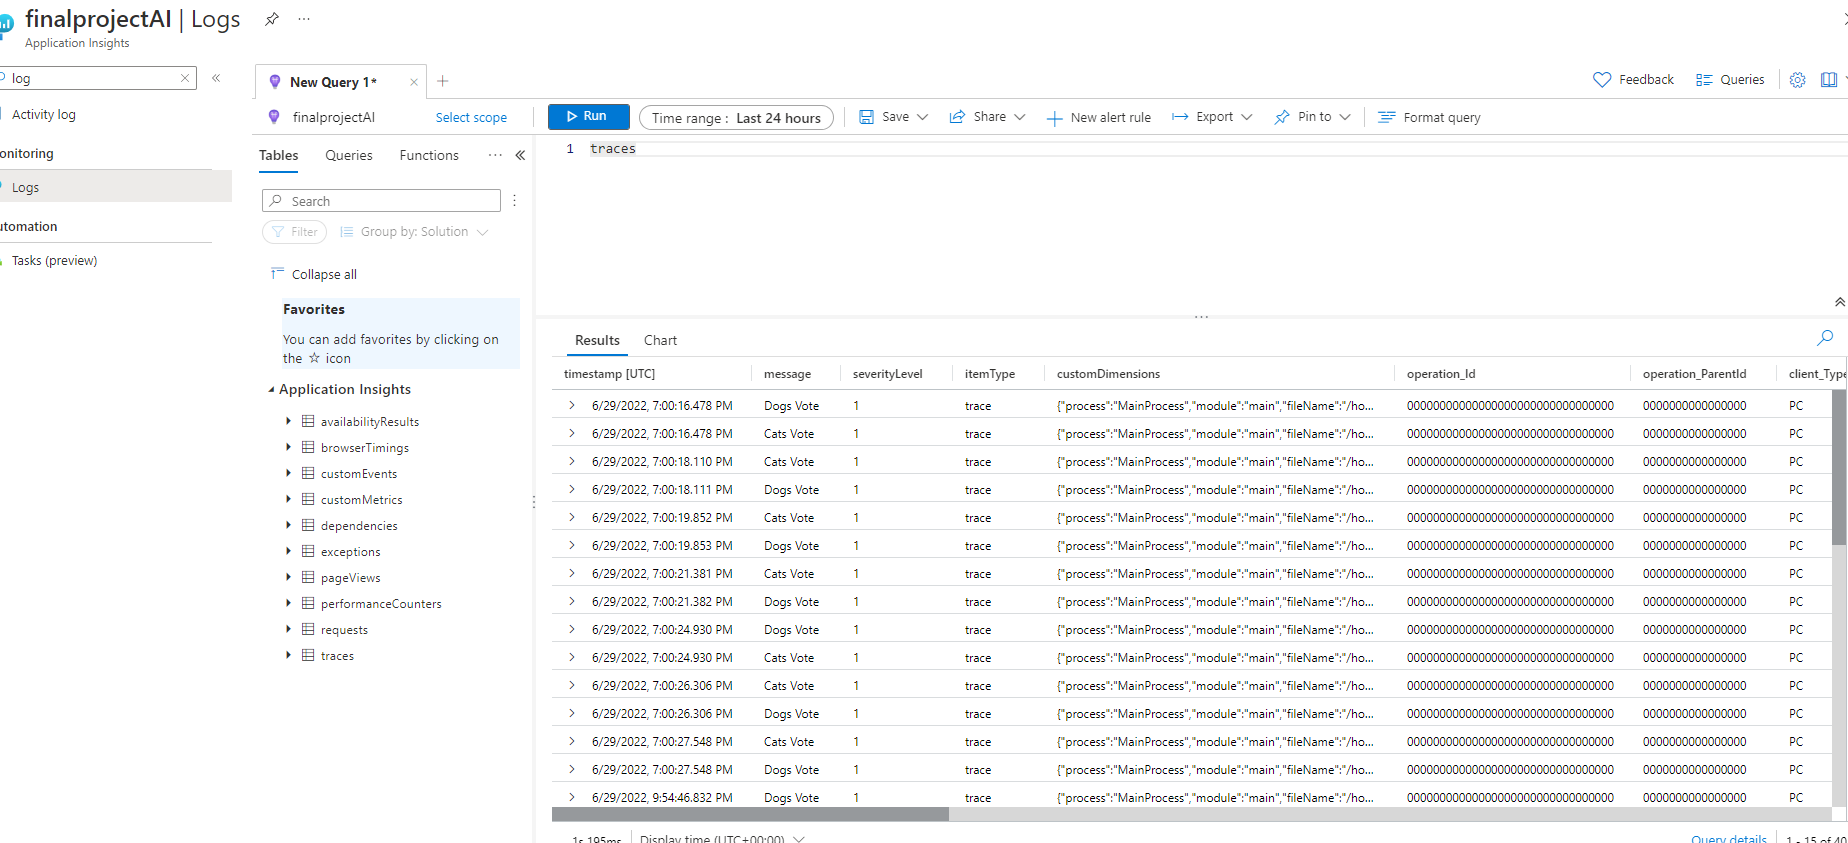 finalprojectAI | Logs
Application Insights
log
Activity log
onitoring
Logs
utomation
Tasks (preview)
New Query 1*
Feedback
Queries
finalprojectAI
Select scope
Run
Time range : Last 24 hours
Save
Share
New alert rule
Export
Pin to
Format query
Tables
Queries
Functions
Search
Filter
Group by: Solution
Collapse all
Favorites
You can add favorites by clicking on
the ☆ icon
Application Insights
availabilityResults
browserTimings
customEvents
customMetrics
dependencies
exceptions
pageViews
performanceCounters
requests
traces
1 traces
Results
Chart
timestamp [UTC] message severityLevel itemType customDimensions operation_Id operation_ParentId client_Type
6/29/2022, 7:00:16.478 PM Dogs Vote 1 trace {"process":"MainProcess","module":"main","fileName":"/ho... 00000000000000000000000000000000 0000000000000000 PC
6/29/2022, 7:00:16.478 PM Cats Vote 1 trace {"process":"MainProcess","module":"main","fileName":"/ho... 00000000000000000000000000000000 0000000000000000 PC
6/29/2022, 7:00:18.110 PM Cats Vote 1 trace {"process":"MainProcess","module":"main","fileName":"/ho... 00000000000000000000000000000000 0000000000000000 PC
6/29/2022, 7:00:18.111 PM Dogs Vote 1 trace {"process":"MainProcess","module":"main","fileName":"/ho... 00000000000000000000000000000000 0000000000000000 PC
6/29/2022, 7:00:19.852 PM Cats Vote 1 trace {"process":"MainProcess","module":"main","fileName":"/ho... 00000000000000000000000000000000 0000000000000000 PC
6/29/2022, 7:00:19.853 PM Dogs Vote 1 trace {"process":"MainProcess","module":"main","fileName":"/ho... 00000000000000000000000000000000 0000000000000000 PC
6/29/2022, 7:00:21.381 PM Cats Vote 1 trace {"process":"MainProcess","module":"main","fileName":"/ho... 00000000000000000000000000000000 0000000000000000 PC
6/29/2022, 7:00:21.382 PM Dogs Vote 1 trace {"process":"MainProcess","module":"main","fileName":"/ho... 00000000000000000000000000000000 0000000000000000 PC
6/29/2022, 7:00:24.930 PM Dogs Vote 1 trace {"process":"MainProcess","module":"main","fileName":"/ho... 00000000000000000000000000000000 0000000000000000 PC
6/29/2022, 7:00:24.930 PM Cats Vote 1 trace {"process":"MainProcess","module":"main","fileName":"/ho... 00000000000000000000000000000000 0000000000000000 PC
6/29/2022, 7:00:26.306 PM Cats Vote 1 trace {"process":"MainProcess","module":"main","fileName":"/ho... 00000000000000000000000000000000 0000000000000000 PC
6/29/2022, 7:00:26.306 PM Dogs Vote 1 trace {"process":"MainProcess","module":"main","fileName":"/ho... 00000000000000000000000000000000 0000000000000000 PC
6/29/2022, 7:00:27.548 PM Cats Vote 1 trace {"process":"MainProcess","module":"main","fileName":"/ho... 00000000000000000000000000000000 0000000000000000 PC
6/29/2022, 7:00:27.548 PM Dogs Vote 1 trace {"process":"MainProcess","module":"main","fileName":"/ho... 00000000000000000000000000000000 0000000000000000 PC
6/29/2022, 9:54:46.832 PM Dogs Vote 1 trace {"process":"MainProcess","module":"main","fileName":"/ho... 00000000000000000000000000000000 0000000000000000 PC
1s 195ms
Display time (UTC+00:00)
Query details
1 - 15 of 40